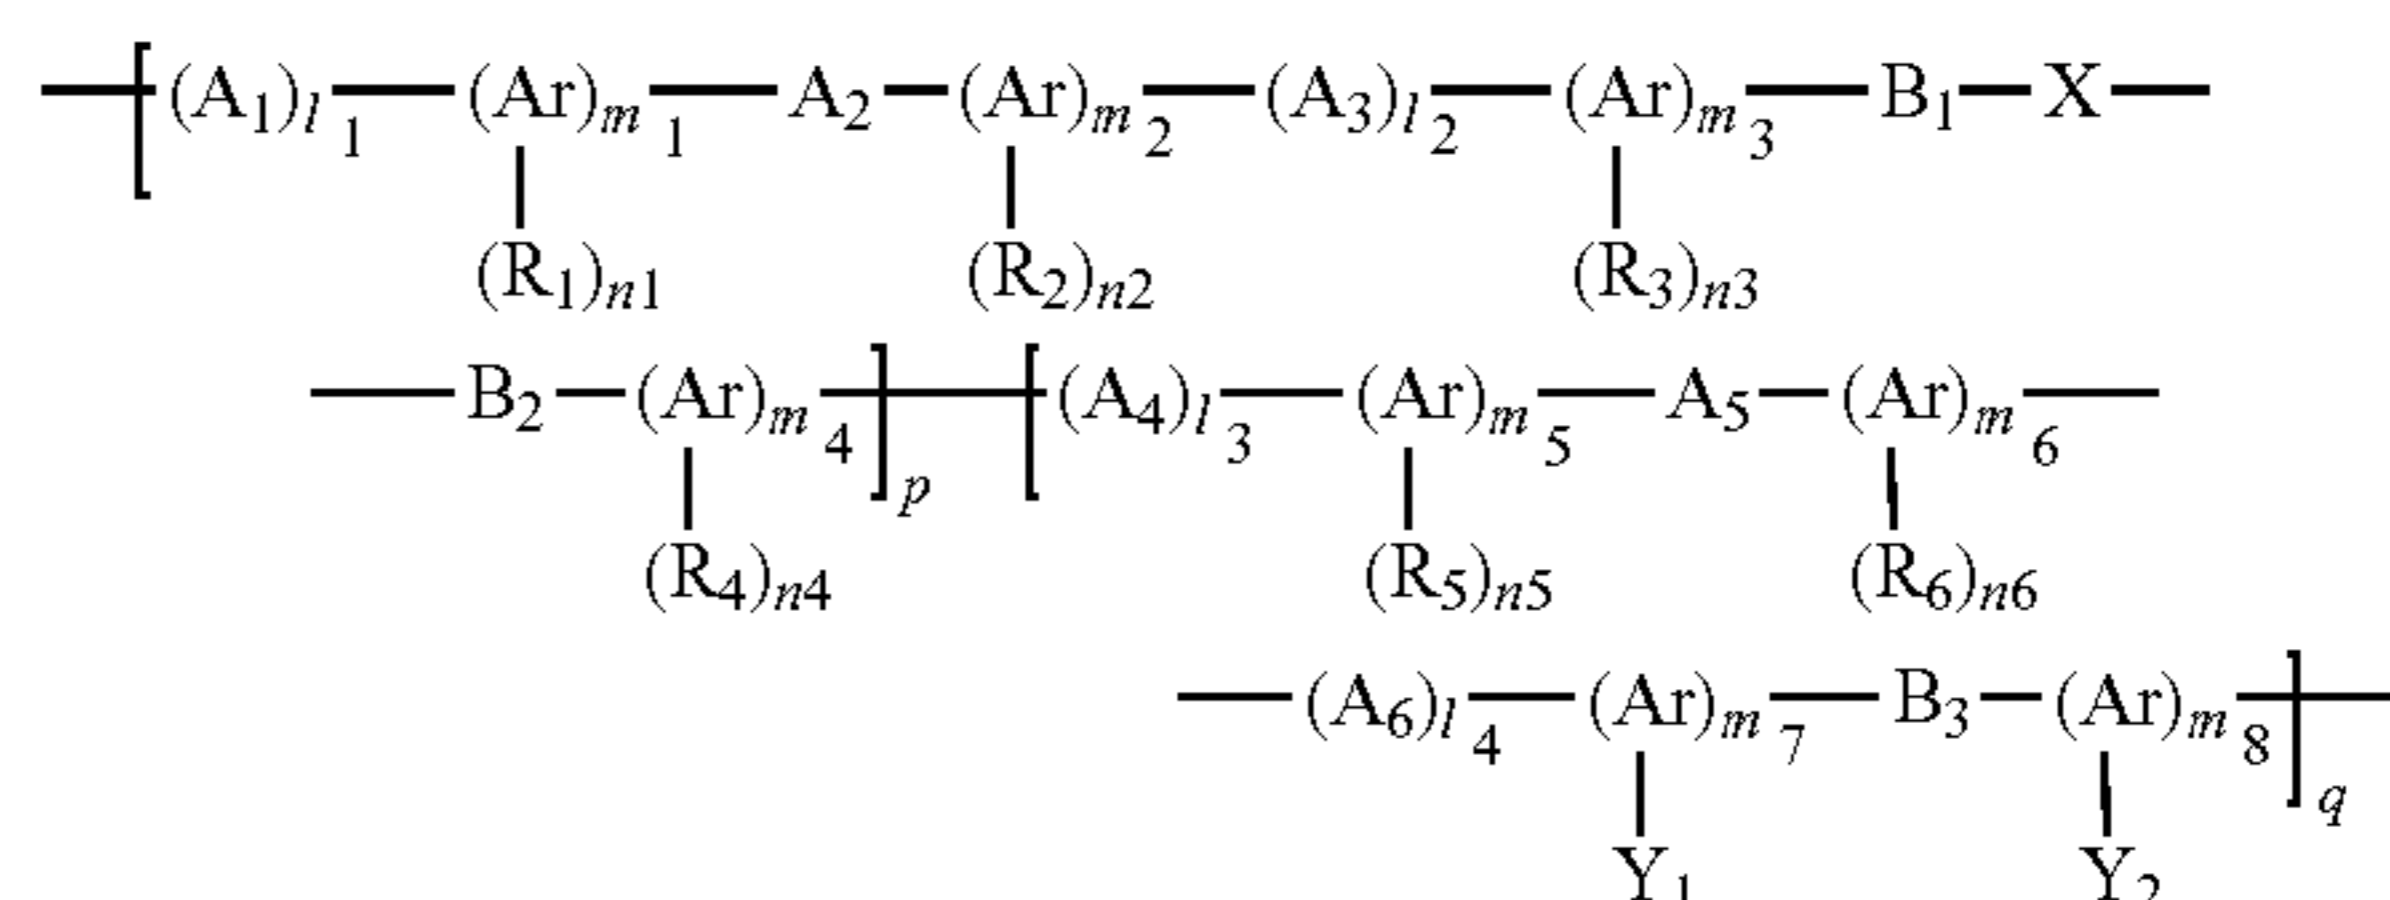 (A1)l1 (Ar)m1 A2 (Ar)m2 (A3)l2 (Ar)m3 B1 X
(R1)n1 (R2)n2 (R3)n3
B2 (Ar)m4 p (A4)l3 (Ar)m5 A5 (Ar)m6
(R4)n4 (R5)n5 (R6)n6
(A6)l4 (Ar)m7 B3 (Ar)m8 q
Y1 Y2